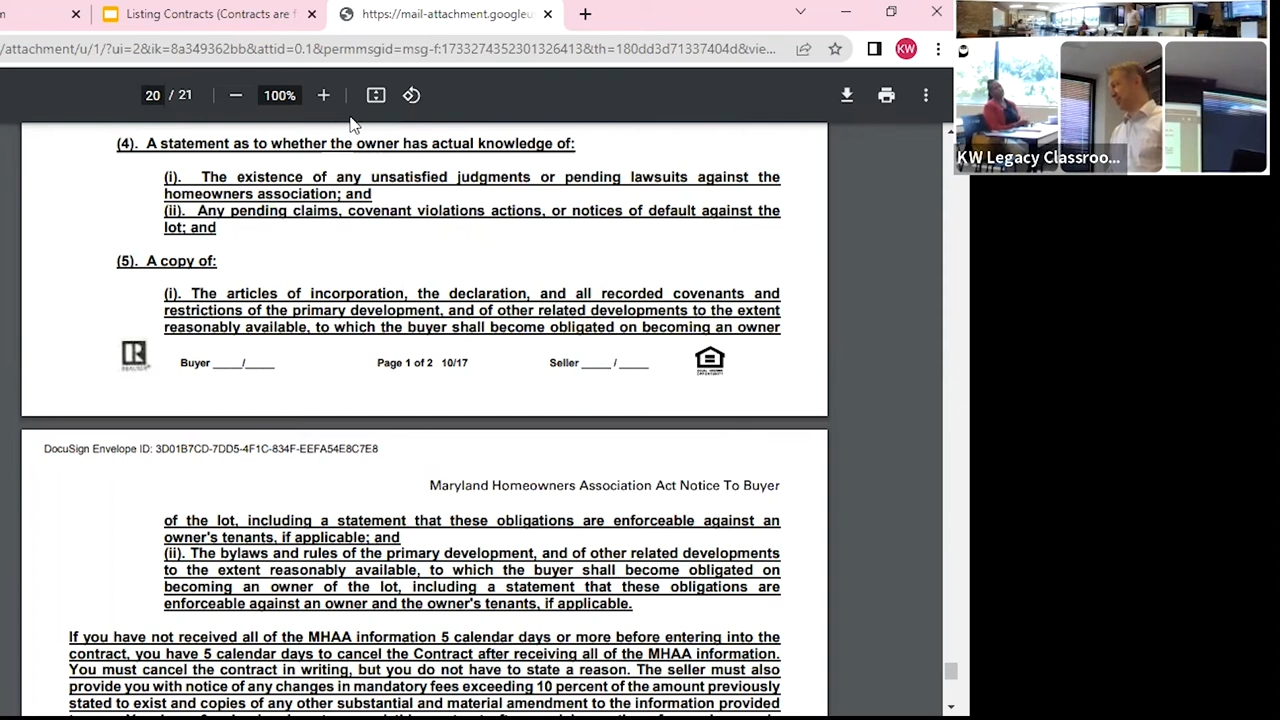 Listing Contracts (Contracts are f
https://mail-attachment.googleu
/attachment/u/1/?ui=2&ik=8a349362bb&attid=0.1&permmsgid=msg-f:1733274352301326413&th=180dd3d71337404d&vie...
KW
20 / 21
100%
KW Legacy Classroo...
(4). A statement as to whether the owner has actual knowledge of:
(i). The existence of any unsatisfied judgments or pending lawsuits against the
homeowners association; and
(ii). Any pending claims, covenant violations actions, or notices of default against the
lot; and
(5). A copy of:
(i). The articles of incorporation, the declaration, and all recorded covenants and
restrictions of the primary development, and of other related developments to the extent
reasonably available, to which the buyer shall become obligated on becoming an owner
Buyer _____/_____ Page 1 of 2 10/17 Seller _____ / _____
DocuSign Envelope ID: 3D01B7CD-7DD5-4F1C-834F-EEFA54E8C7E8
Maryland Homeowners Association Act Notice To Buyer
of the lot, including a statement that these obligations are enforceable against an
owner's tenants, if applicable; and
(ii). The bylaws and rules of the primary development, and of other related developments
to the extent reasonably available, to which the buyer shall become obligated on
becoming an owner of the lot, including a statement that these obligations are
enforceable against an owner and the owner's tenants, if applicable.
If you have not received all of the MHAA information 5 calendar days or more before entering into the
contract, you have 5 calendar days to cancel the Contract after receiving all of the MHAA information.
You must cancel the contract in writing, but you do not have to state a reason. The seller must also
provide you with notice of any changes in mandatory fees exceeding 10 percent of the amount previously
stated to exist and copies of any other substantial and material amendment to the information provided